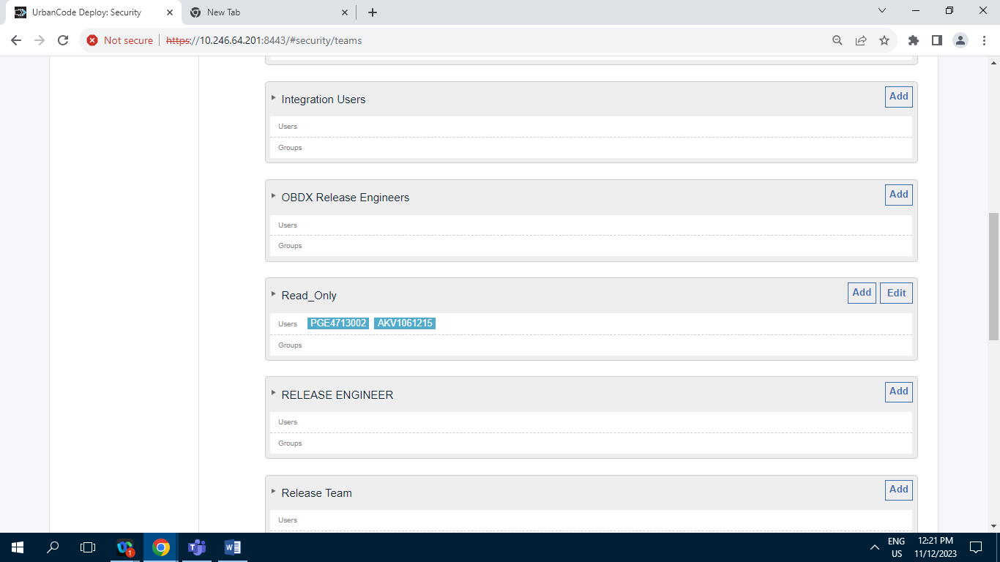 UrbanCode Deploy: Security
New Tab
Not secure
https://10.246.64.201:8443/#security/teams
Integration Users
Add
Users
Groups
OBDX Release Engineers
Add
Users
Groups
Read_Only
Add Edit
Users PGE4713002 AKV1061215
Groups
RELEASE ENGINEER
Add
Users
Groups
Release Team
Add
Users
1
W
ENG
US
12:21 PM
11/12/2023